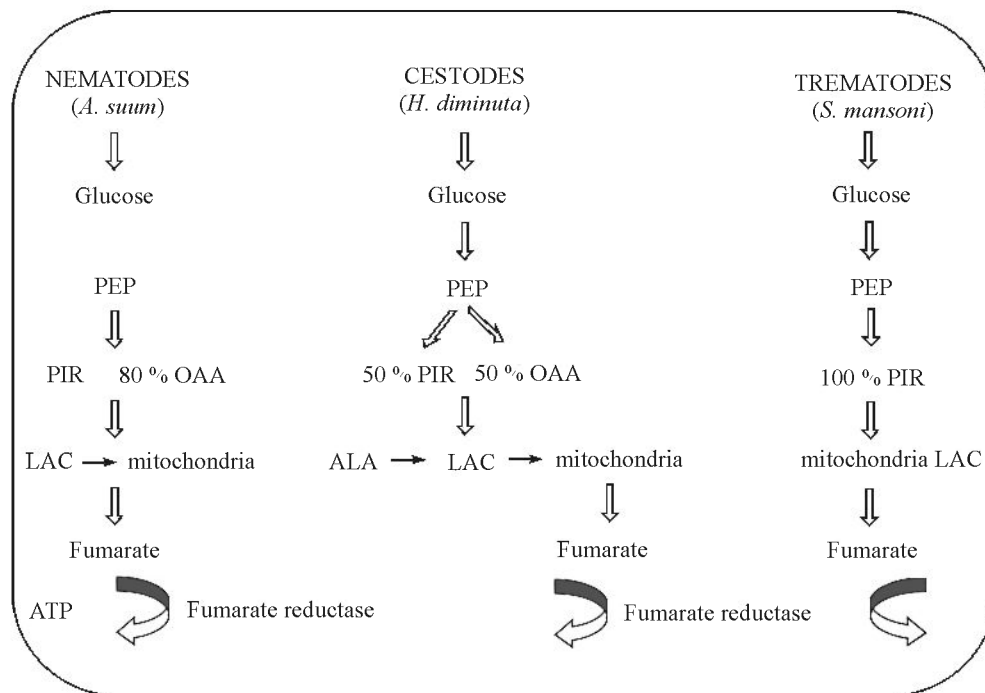 NEMATODES
(A. suum)
Glucose
PEP
PIR 80 % OAA
LAC mitochondria
Fumarate
ATP
Fumarate reductase
CESTODES
(H. diminuta)
Glucose
PEP
50 % PIR 50 % OAA
ALA LAC mitochondria
Fumarate
Fumarate reductase
TREMATODES
(S. mansoni)
Glucose
PEP
100 % PIR
mitochondria LAC
Fumarate